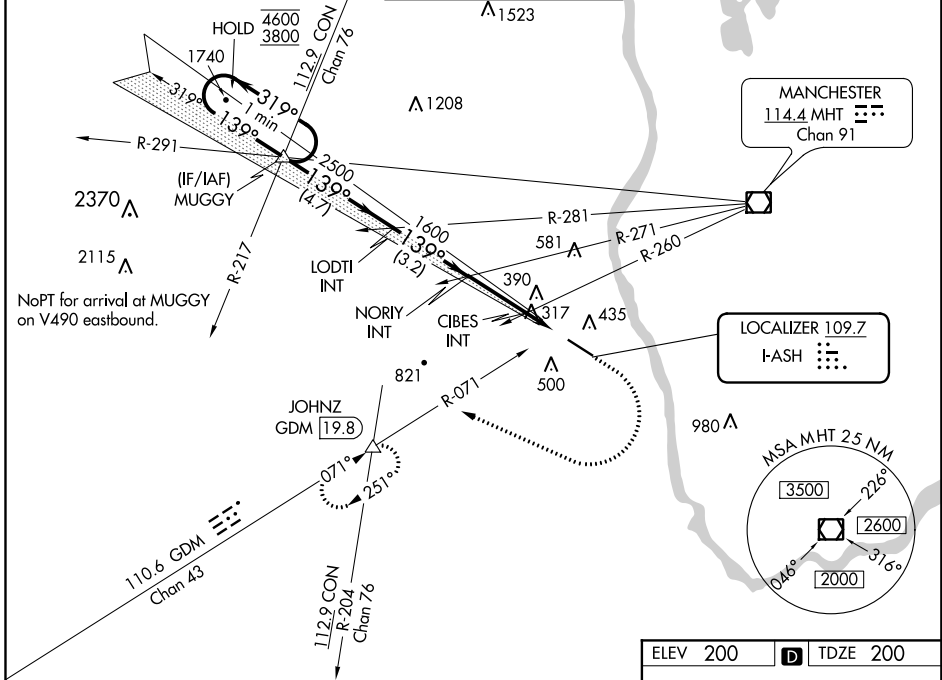 1523
HOLD
4600
3800
112.9 CON
Chan 76
1740
319°
319°
1208
139°
1 min
MANCHESTER
114.4 MHT
Chan 91
R-291
(IF/IAF)
MUGGY
2500
139°
(4.7)
2370
R-281
1600
139°
(3.2)
581
R-271
R-260
2115
R-217
LODTI
INT
390
NoPT for arrival at MUGGY
on V490 eastbound.
NORIY
INT
CIBES
INT
317
435
LOCALIZER 109.7
I-ASH
821
500
R-071
JOHNZ
GDM 19.8
980
MSA MHT 25 NM
071°
251°
3500
226°
2600
110.6 GDM
Chan 43
046°
316°
2000
112.9 CON
R-204
Chan 76
ELEV 200 D TDZE 200